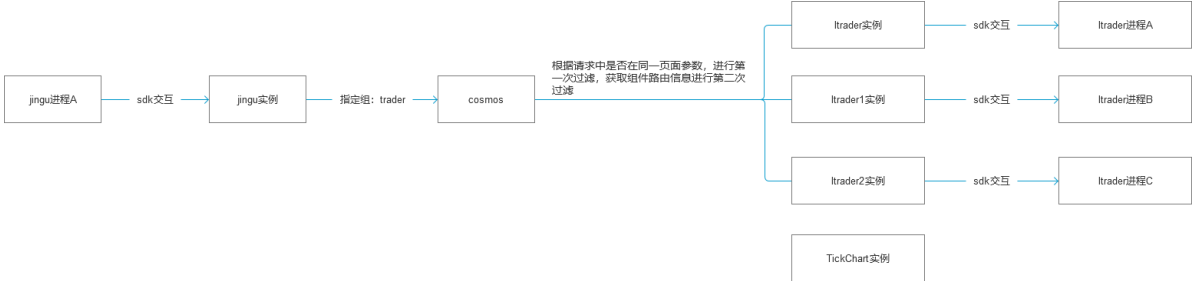 ltrader实例
sdk交互
ltrader进程A
根据请求中是否在同一页面参数，进行第
一次过滤，获取组件路由信息进行第二次
过滤
jingu进程A
sdk交互
jingu实例
指定组：trader
cosmos
ltrader1实例
sdk交互
ltrader进程B
ltrader2实例
sdk交互
ltrader进程C
TickChart实例